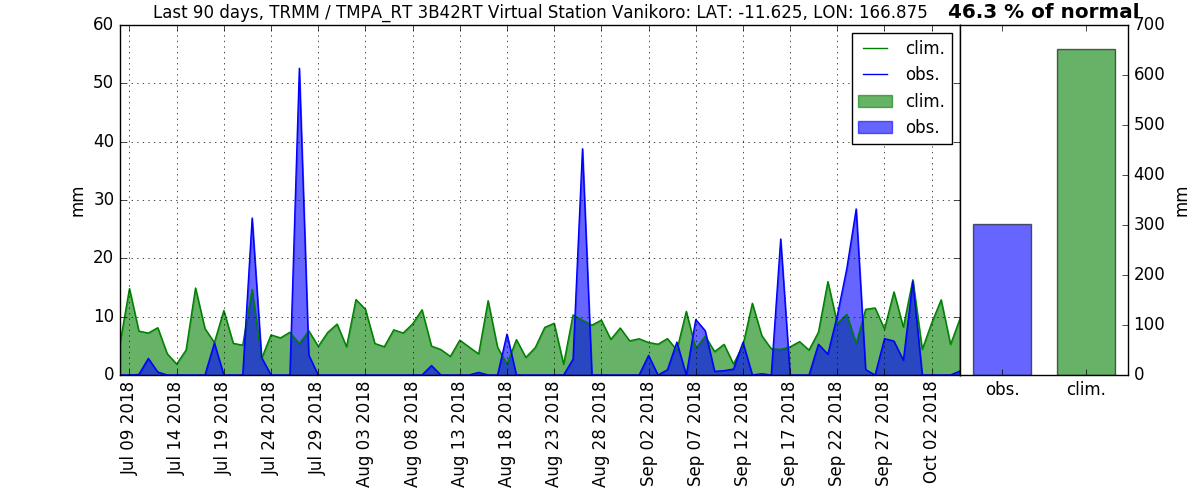 Last 90 days, TRMM / TMPA_RT 3B42RT Virtual Station Vanikoro: LAT: -11.625, LON: 166.875
46.3 % of normal
60
50
40
30
20
10
0
mm
clim.
obs.
clim.
obs.
Jul 09 2018
Jul 14 2018
Jul 19 2018
Jul 24 2018
Jul 29 2018
Aug 03 2018
Aug 08 2018
Aug 13 2018
Aug 18 2018
Aug 23 2018
Aug 28 2018
Sep 02 2018
Sep 07 2018
Sep 12 2018
Sep 17 2018
Sep 22 2018
Sep 27 2018
Oct 02 2018
700
600
500
400
300
200
100
0
mm
obs.
clim.